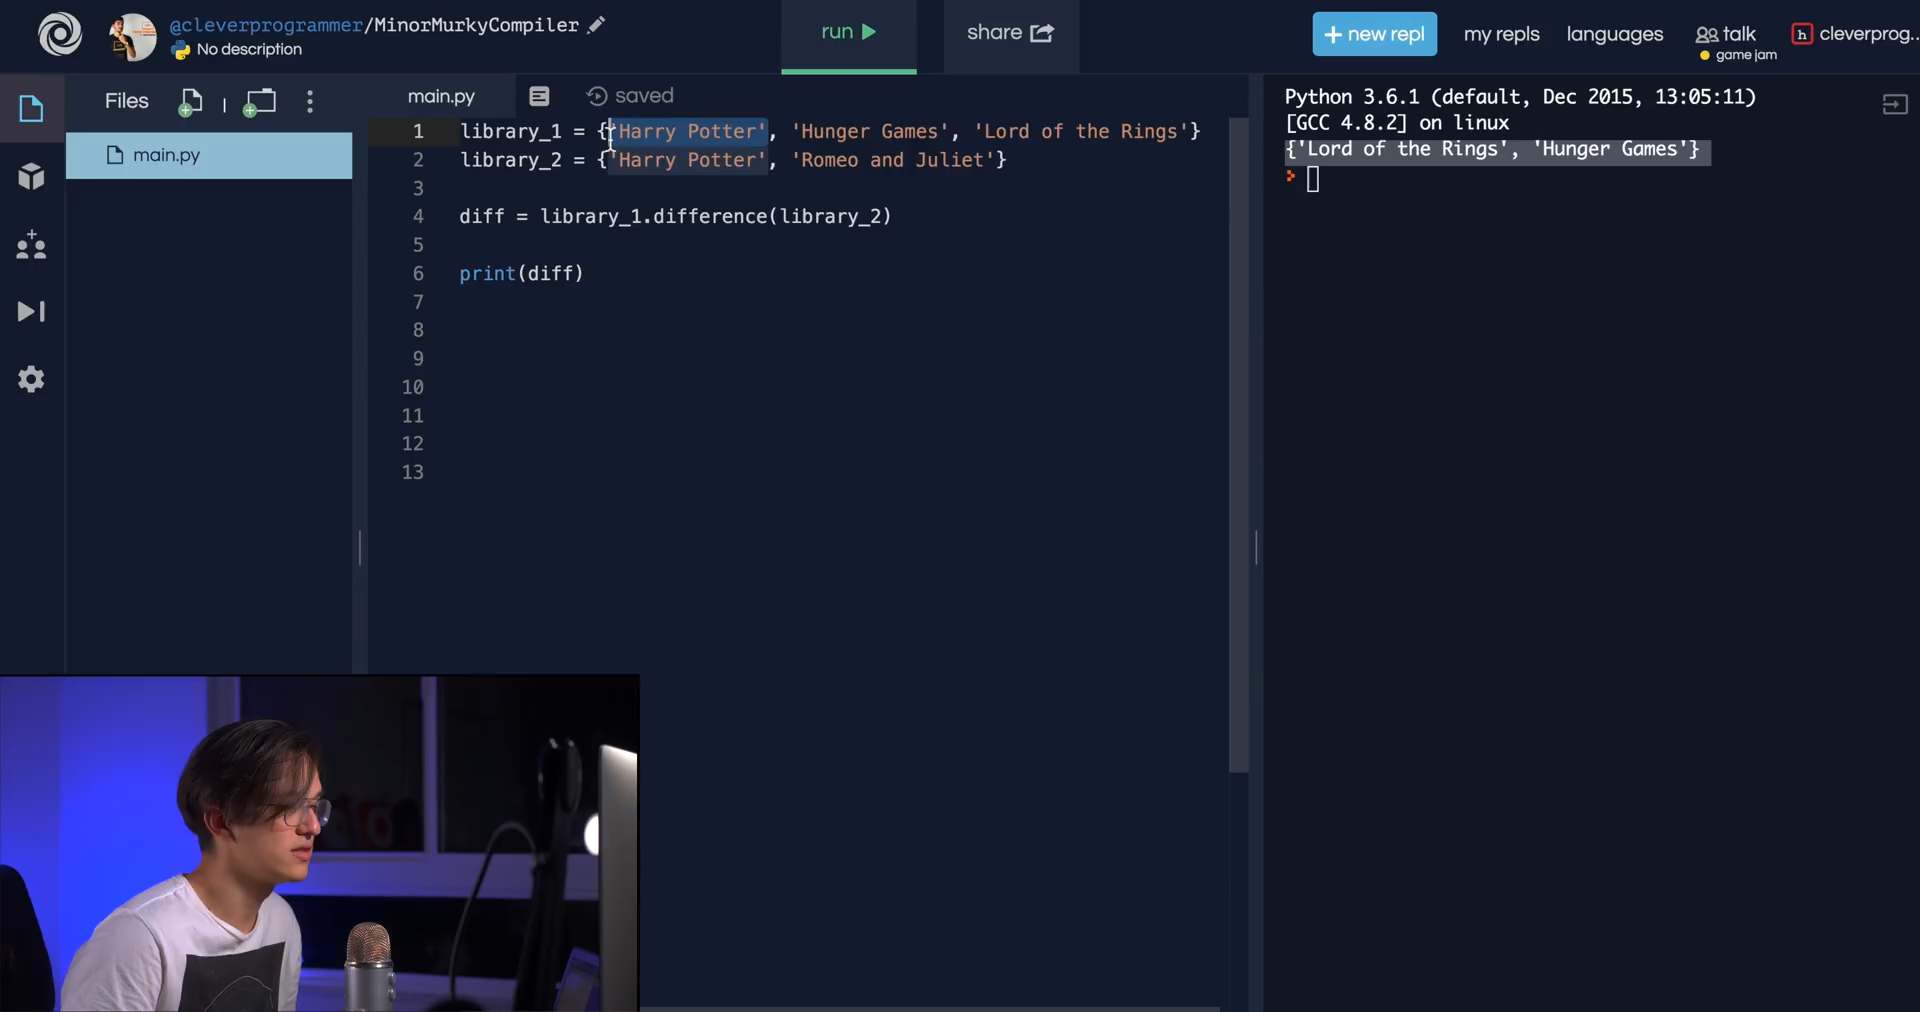 @cleverprogrammer/MinorMurkyCompiler
No description
run
share
+ new repl
my repls
languages
talk
game jam
h
cleverprog...
Files
main.py
main.py
saved
1 library_1 = {'Harry Potter', 'Hunger Games', 'Lord of the Rings'}
2 library_2 = {'Harry Potter', 'Romeo and Juliet'}
3
4 diff = library_1.difference(library_2)
5
6 print(diff)
7
8
9
10
11
12
13
Python 3.6.1 (default, Dec 2015, 13:05:11)
[GCC 4.8.2] on linux
{'Lord of the Rings', 'Hunger Games'}